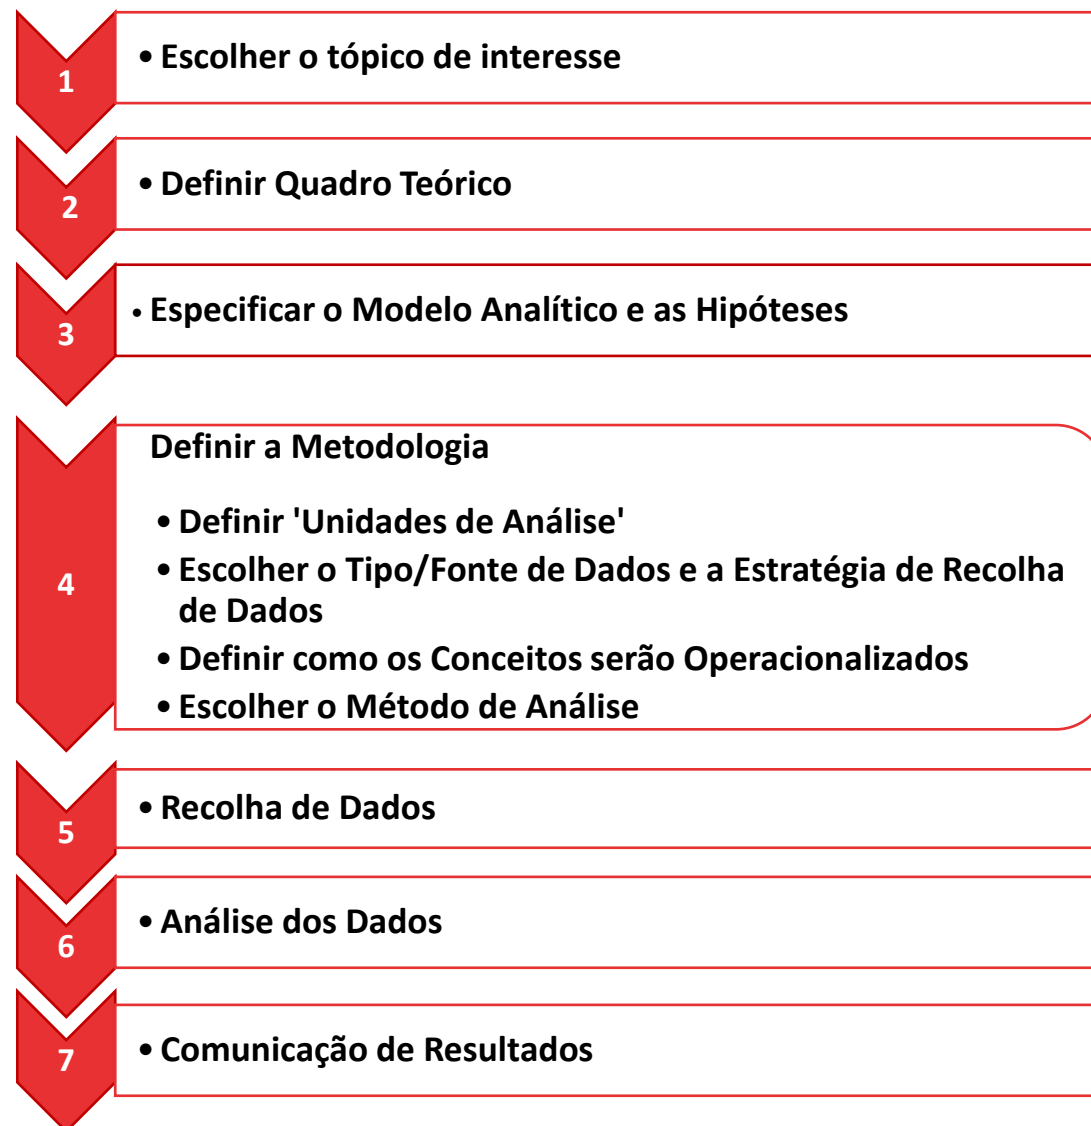 1
• Escolher o tópico de interesse
2
• Definir Quadro Teórico
3
• Especificar o Modelo Analítico e as Hipóteses
4
Definir a Metodologia
• Definir 'Unidades de Análise'
• Escolher o Tipo/Fonte de Dados e a Estratégia de Recolha
de Dados
• Definir como os Conceitos serão Operacionalizados
• Escolher o Método de Análise
5
• Recolha de Dados
6
• Análise dos Dados
7
• Comunicação de Resultados